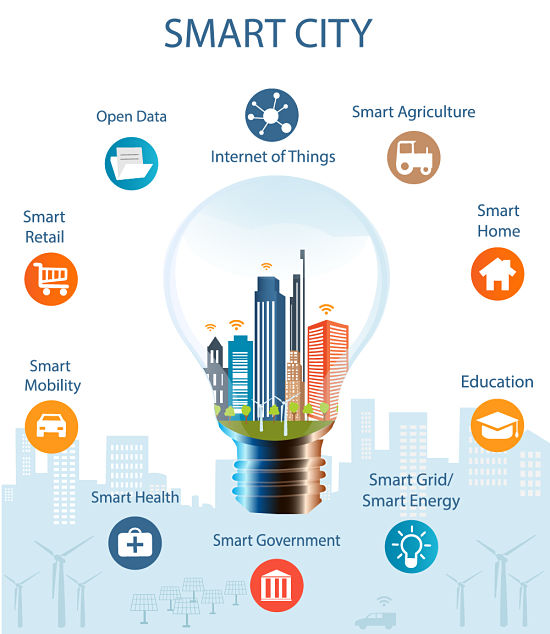 SMART CITY
Open Data
Internet of Things
Smart Agriculture
Smart
Retail
Smart
Home
Smart
Mobility
Education
Smart Health
Smart Grid/
Smart Energy
Smart Government